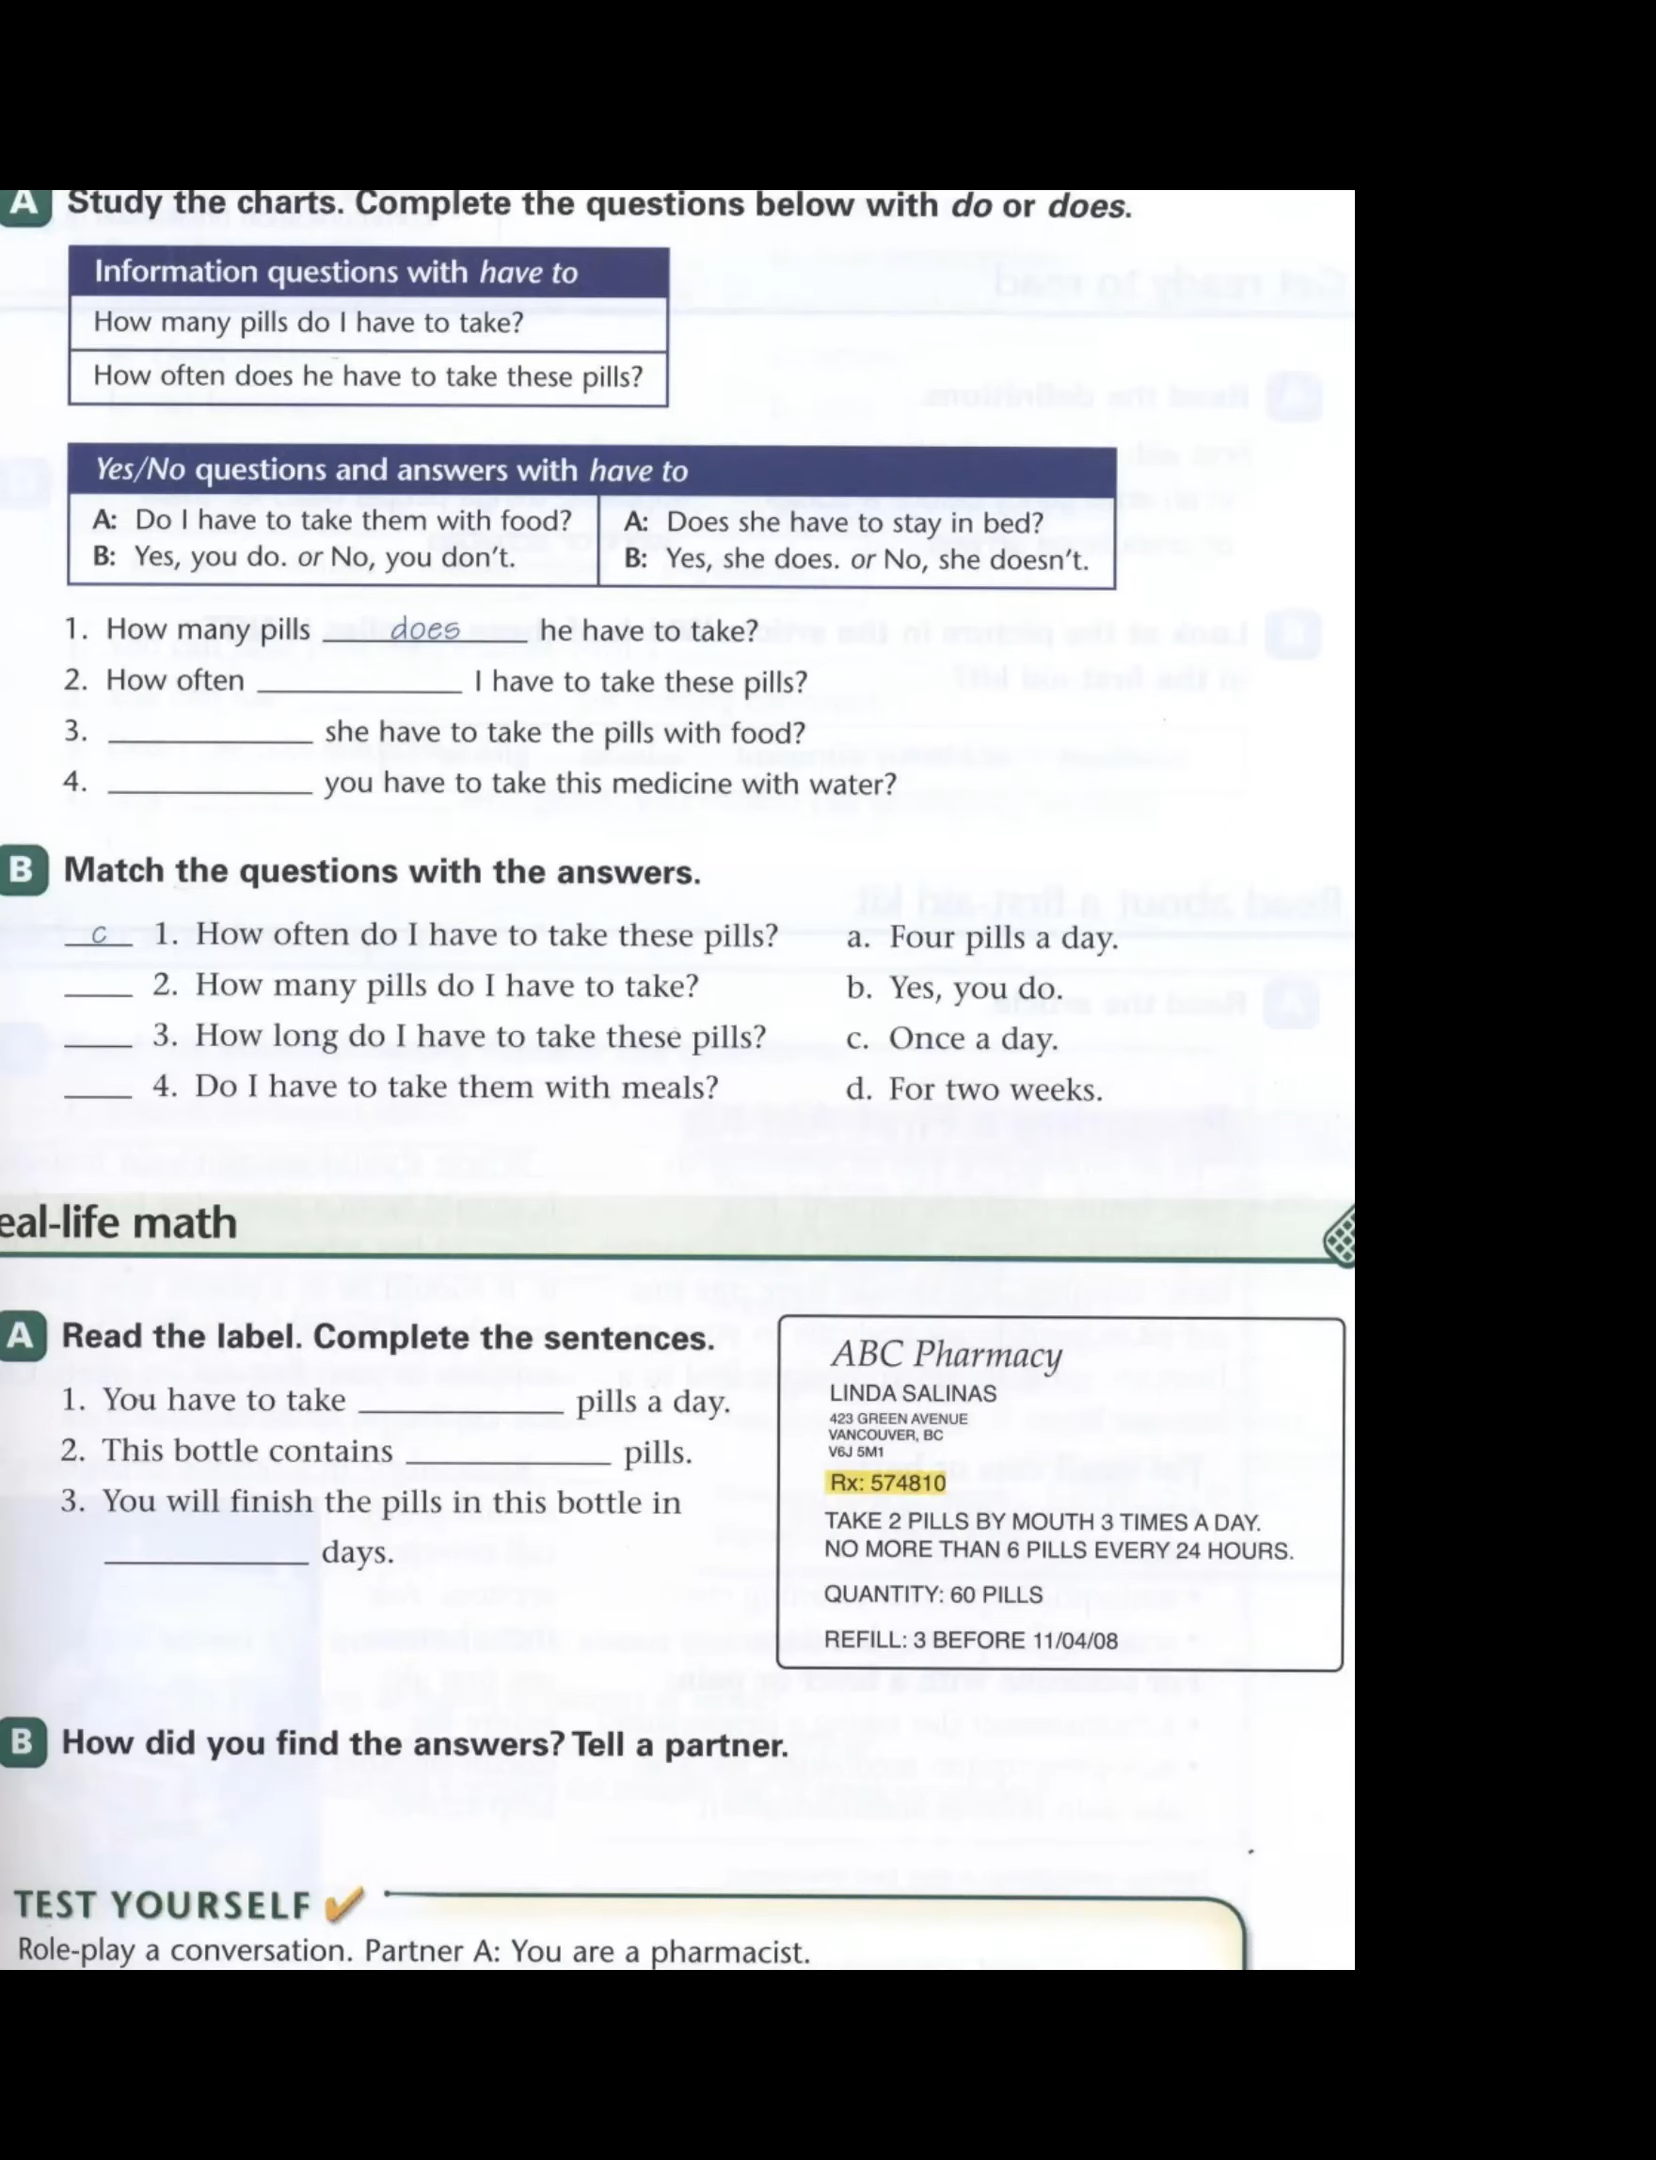 A Study the charts. Complete the questions below with do or does.
Information questions with have to
How many pills do I have to take?
How often does he have to take these pills?
Yes/No questions and answers with have to
A: Do I have to take them with food?
B: Yes, you do. or No, you don't.
A: Does she have to stay in bed?
B: Yes, she does. or No, she doesn't.
1. How many pills does he have to take?
2. How often ____________ I have to take these pills?
3. ____________ she have to take the pills with food?
4. ____________ you have to take this medicine with water?
B Match the questions with the answers.
c 1. How often do I have to take these pills?
____ 2. How many pills do I have to take?
____ 3. How long do I have to take these pills?
____ 4. Do I have to take them with meals?
a. Four pills a day.
b. Yes, you do.
c. Once a day.
d. For two weeks.
eal-life math
A Read the label. Complete the sentences.
1. You have to take ____________ pills a day.
2. This bottle contains ____________ pills.
3. You will finish the pills in this bottle in
____________ days.
ABC Pharmacy
LINDA SALINAS
423 GREEN AVENUE
VANCOUVER, BC
V6J 5M1
Rx: 574810
TAKE 2 PILLS BY MOUTH 3 TIMES A DAY.
NO MORE THAN 6 PILLS EVERY 24 HOURS.
QUANTITY: 60 PILLS
REFILL: 3 BEFORE 11/04/08
B How did you find the answers? Tell a partner.
TEST YOURSELF ✔
Role-play a conversation. Partner A: You are a pharmacist.